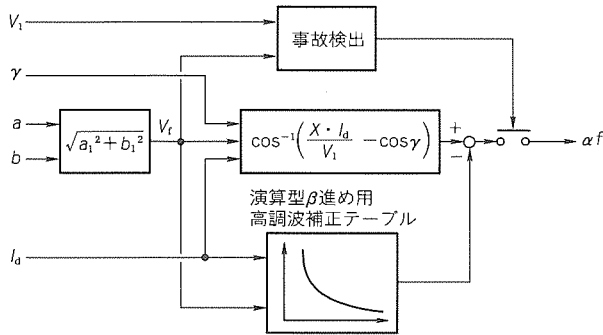 V₁
事故検出
γ
a
b
√a₁²+b₁²
Vf
cos⁻¹(X・Id/V₁ −cosγ)
+
−
αf
演算型β進め用
高調波補正テーブル
Id